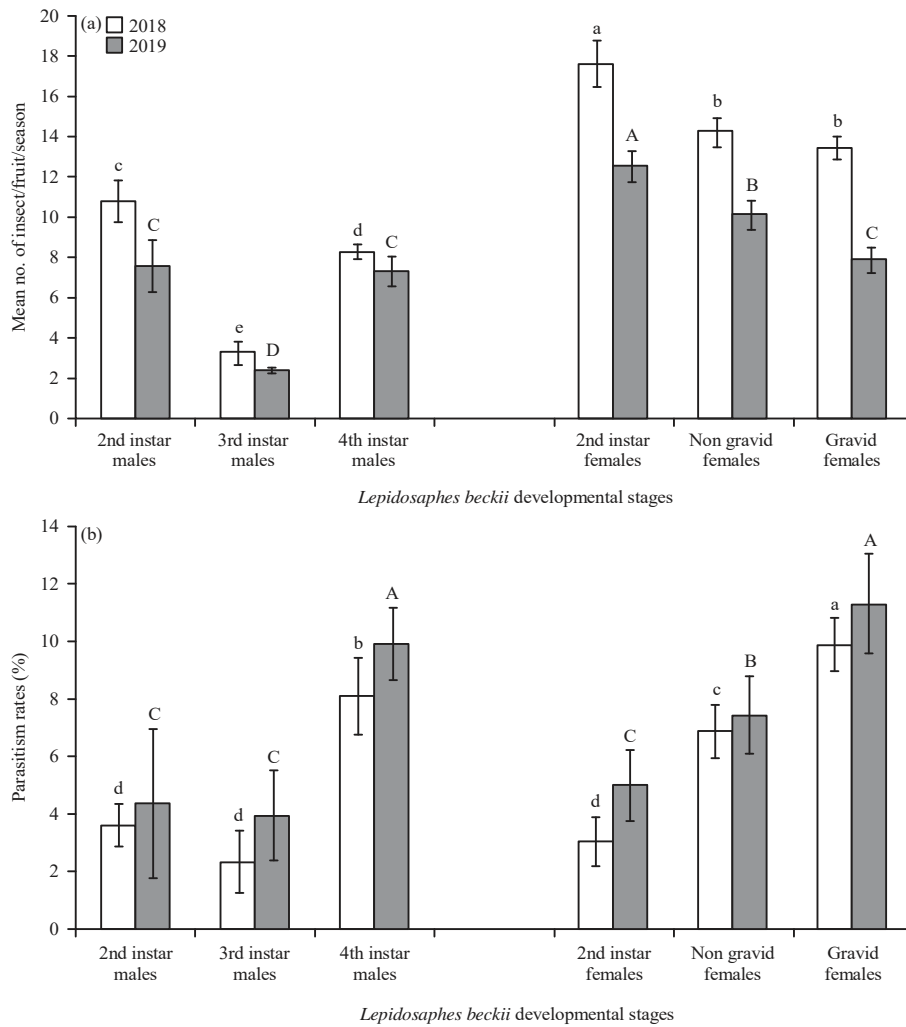 (a)
2018
2019
Mean no. of insect/fruit/season
20
18
16
14
12
10
8
6
4
2
0
c
C
e
D
d
C
a
A
b
B
b
C
2nd instar males
3rd instar males
4th instar males
2nd instar females
Non gravid females
Gravid females
Lepidosaphes beckii developmental stages
(b)
Parasitism rates (%)
14
12
10
8
6
4
2
0
d
C
d
C
b
A
d
C
c
B
a
A
2nd instar males
3rd instar males
4th instar males
2nd instar females
Non gravid females
Gravid females
Lepidosaphes beckii developmental stages